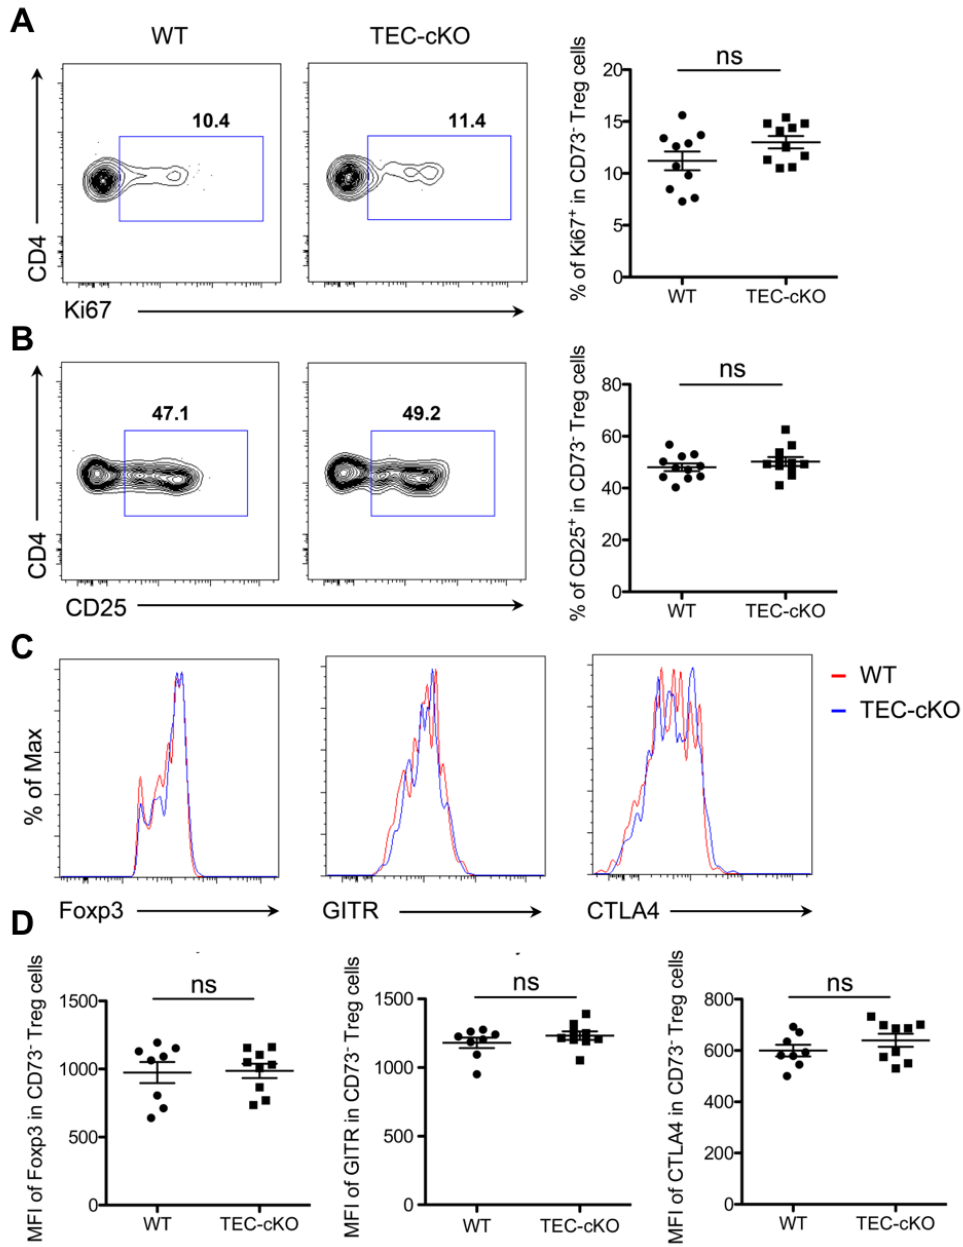 A
WT
TEC-cKO
10.4
11.4
CD4
Ki67
% of Ki67⁺ in CD73⁻ Treg cells
ns
20
15
10
5
0
WT
TEC-cKO
B
47.1
49.2
CD4
CD25
% of CD25⁺ in CD73⁻ Treg cells
ns
80
60
40
20
0
WT
TEC-cKO
C
% of Max
Foxp3
GITR
CTLA4
WT
TEC-cKO
D
MFI of Foxp3 in CD73⁻ Treg cells
ns
1500
1000
500
0
WT
TEC-cKO
MFI of GITR in CD73⁻ Treg cells
ns
1500
1000
500
0
WT
TEC-cKO
MFI of CTLA4 in CD73⁻ Treg cells
ns
800
600
400
200
0
WT
TEC-cKO